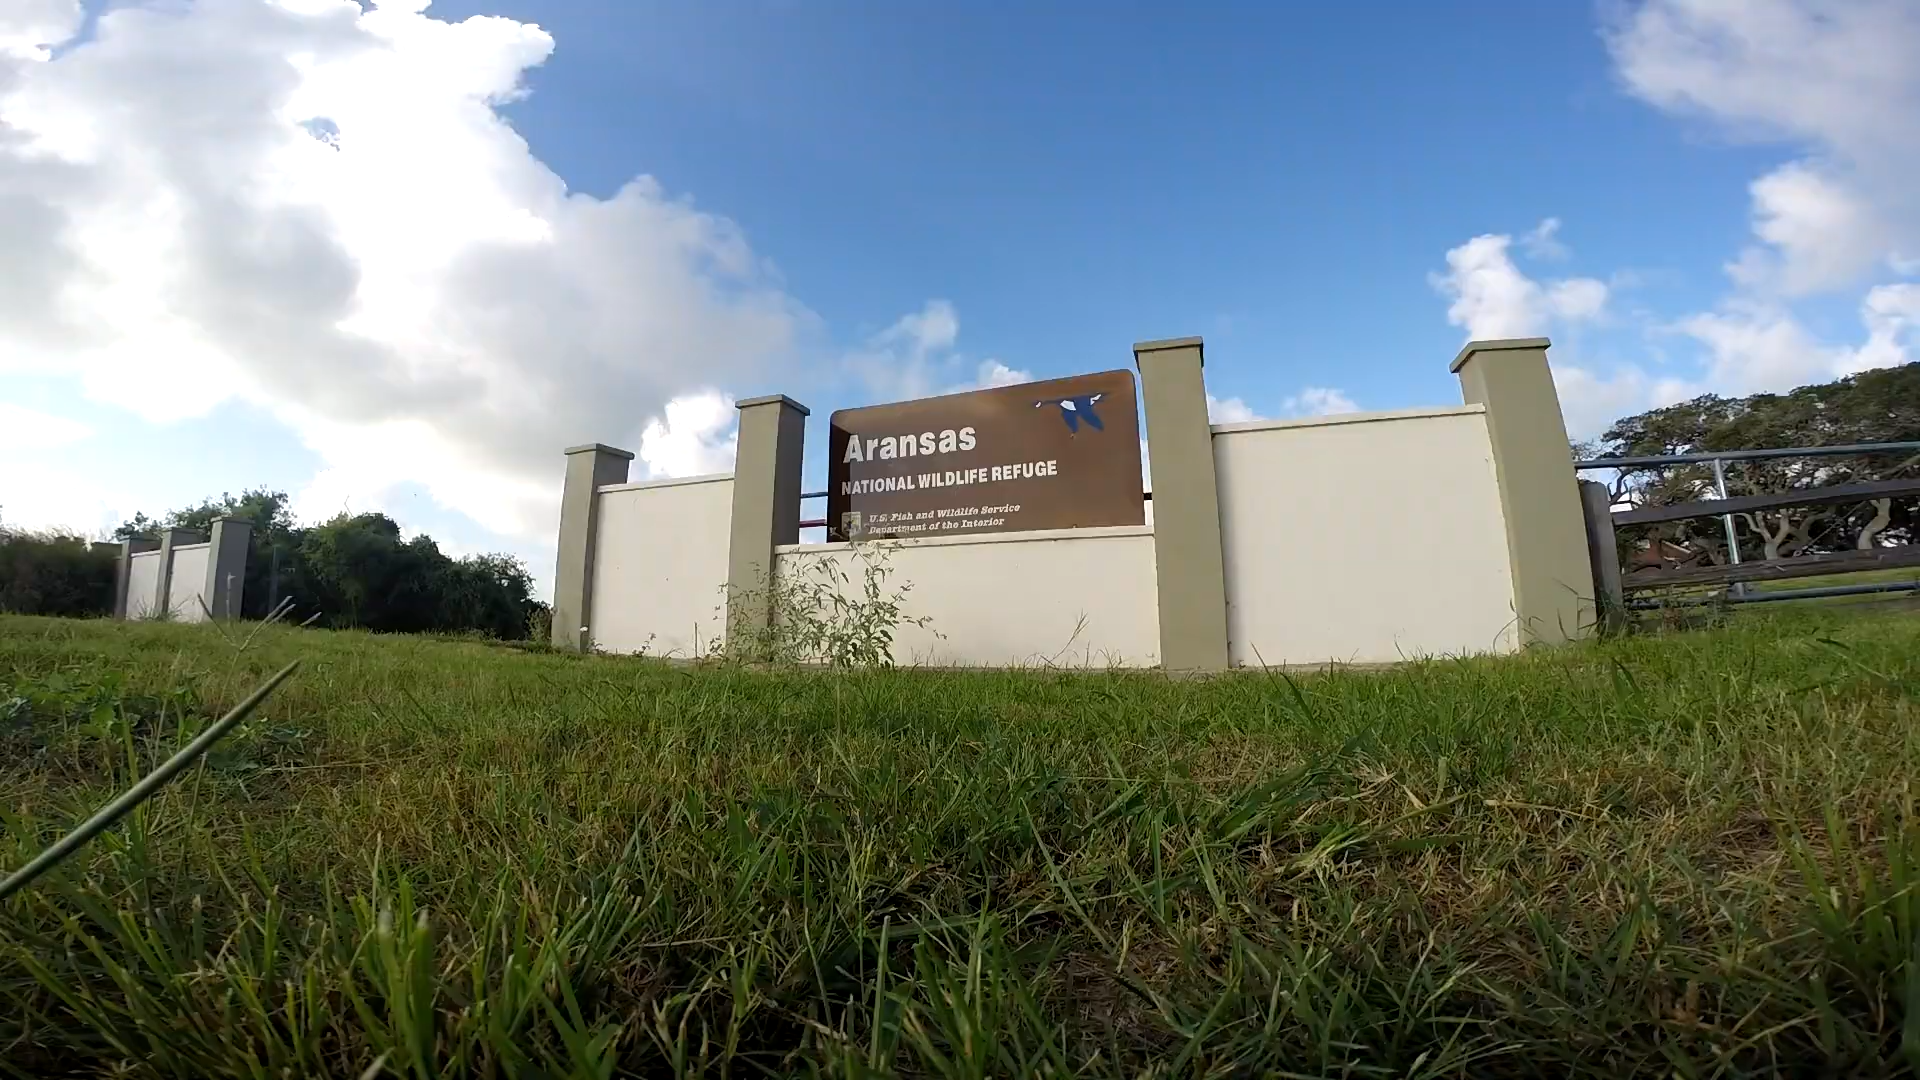 Aransas
NATIONAL WILDLIFE REFUGE
U.S. Fish and Wildlife Service
Department of the Interior